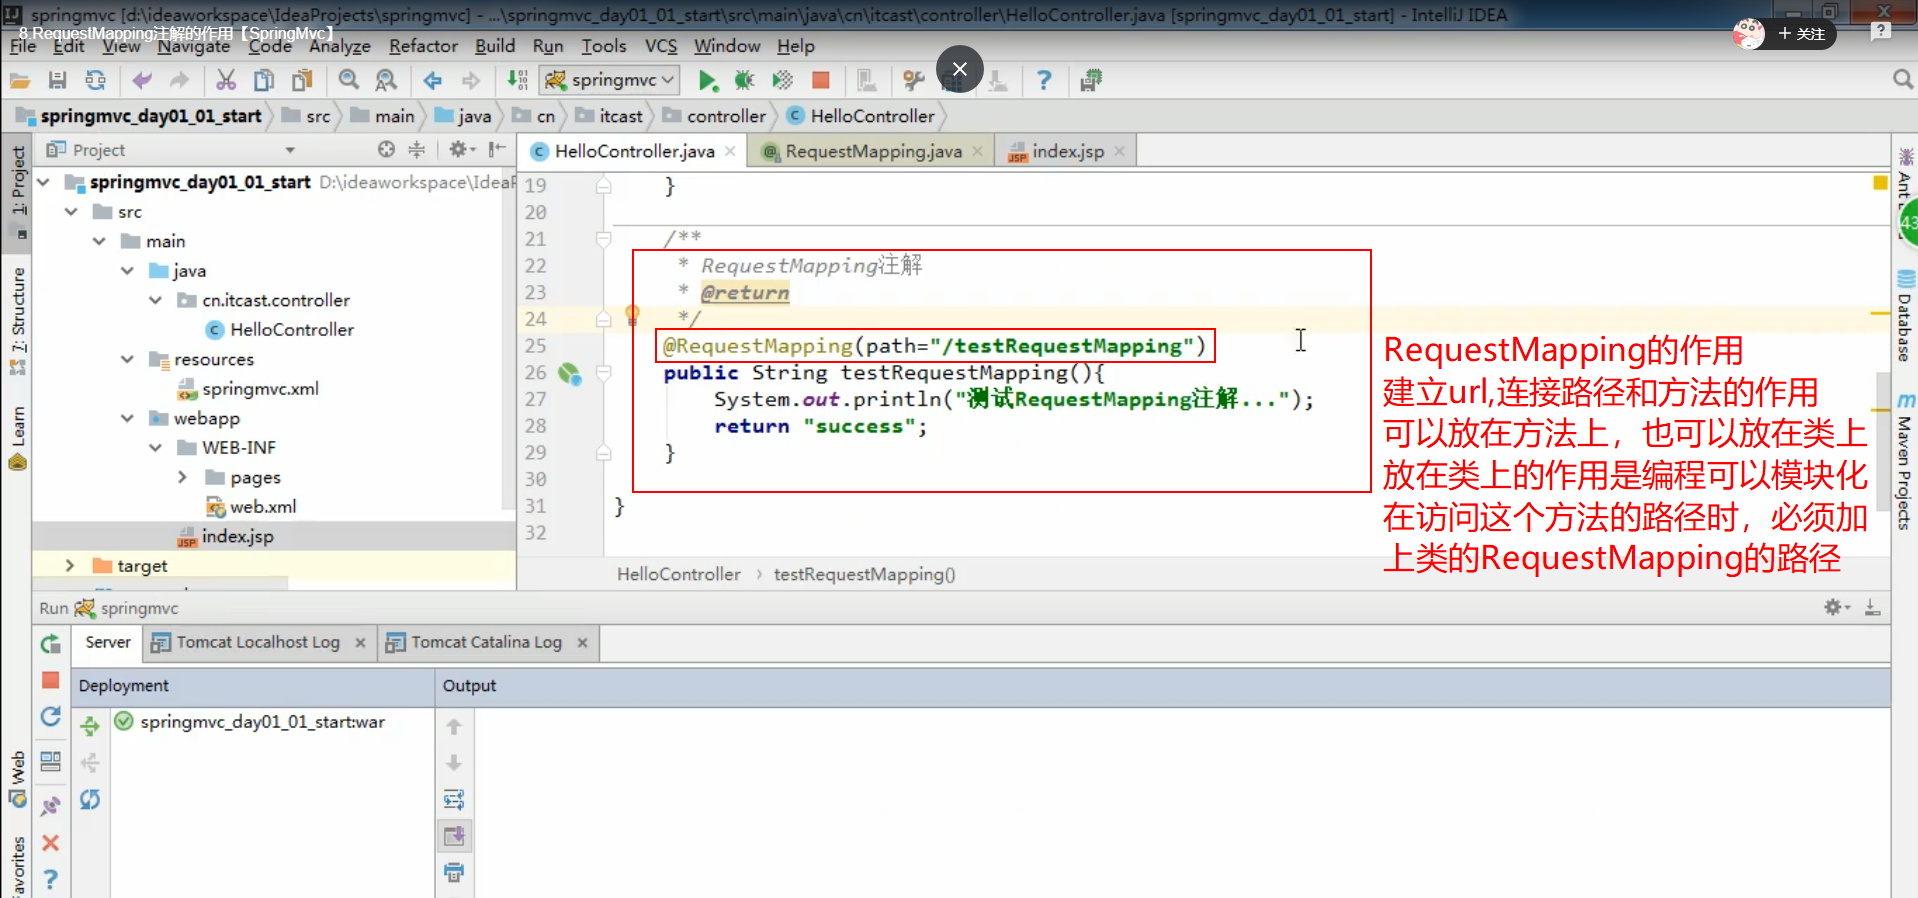 springmvc [d:\ideaworkspace\IdeaProjects\springmvc] - ...\springmvc_day01_01_start\src\main\java\cn\itcast\controller\HelloController.java [springmvc_day01_01_start] - IntelliJ IDEA
8.RequestMapping注解的作用【SpringMvc】
+ 关注
File Edit View Navigate Code Analyze Refactor Build Run Tools VCS Window Help
springmvc
springmvc_day01_01_start src main java cn itcast controller HelloController
Project
HelloController.java
RequestMapping.java
index.jsp
1: Project
7: Structure
Learn
Web
springmvc_day01_01_start D:\ideaworkspace\IdeaP
src
main
java
cn.itcast.controller
HelloController
resources
springmvc.xml
webapp
WEB-INF
pages
web.xml
index.jsp
target
19 }
20
21 /**
22 * RequestMapping注解
23 * @return
24 */
25 @RequestMapping(path="/testRequestMapping")
26 public String testRequestMapping(){
27 System.out.println("测试RequestMapping注解...");
28 return "success";
29 }
30
31 }
32
HelloController › testRequestMapping()
RequestMapping的作用
建立url,连接路径和方法的作用
可以放在方法上，也可以放在类上
放在类上的作用是编程可以模块化
在访问这个方法的路径时，必须加
上类的RequestMapping的路径
Ant
43
Database
Maven Projects
Run springmvc
Server
Tomcat Localhost Log
Tomcat Catalina Log
Deployment
Output
springmvc_day01_01_start:war
avorites